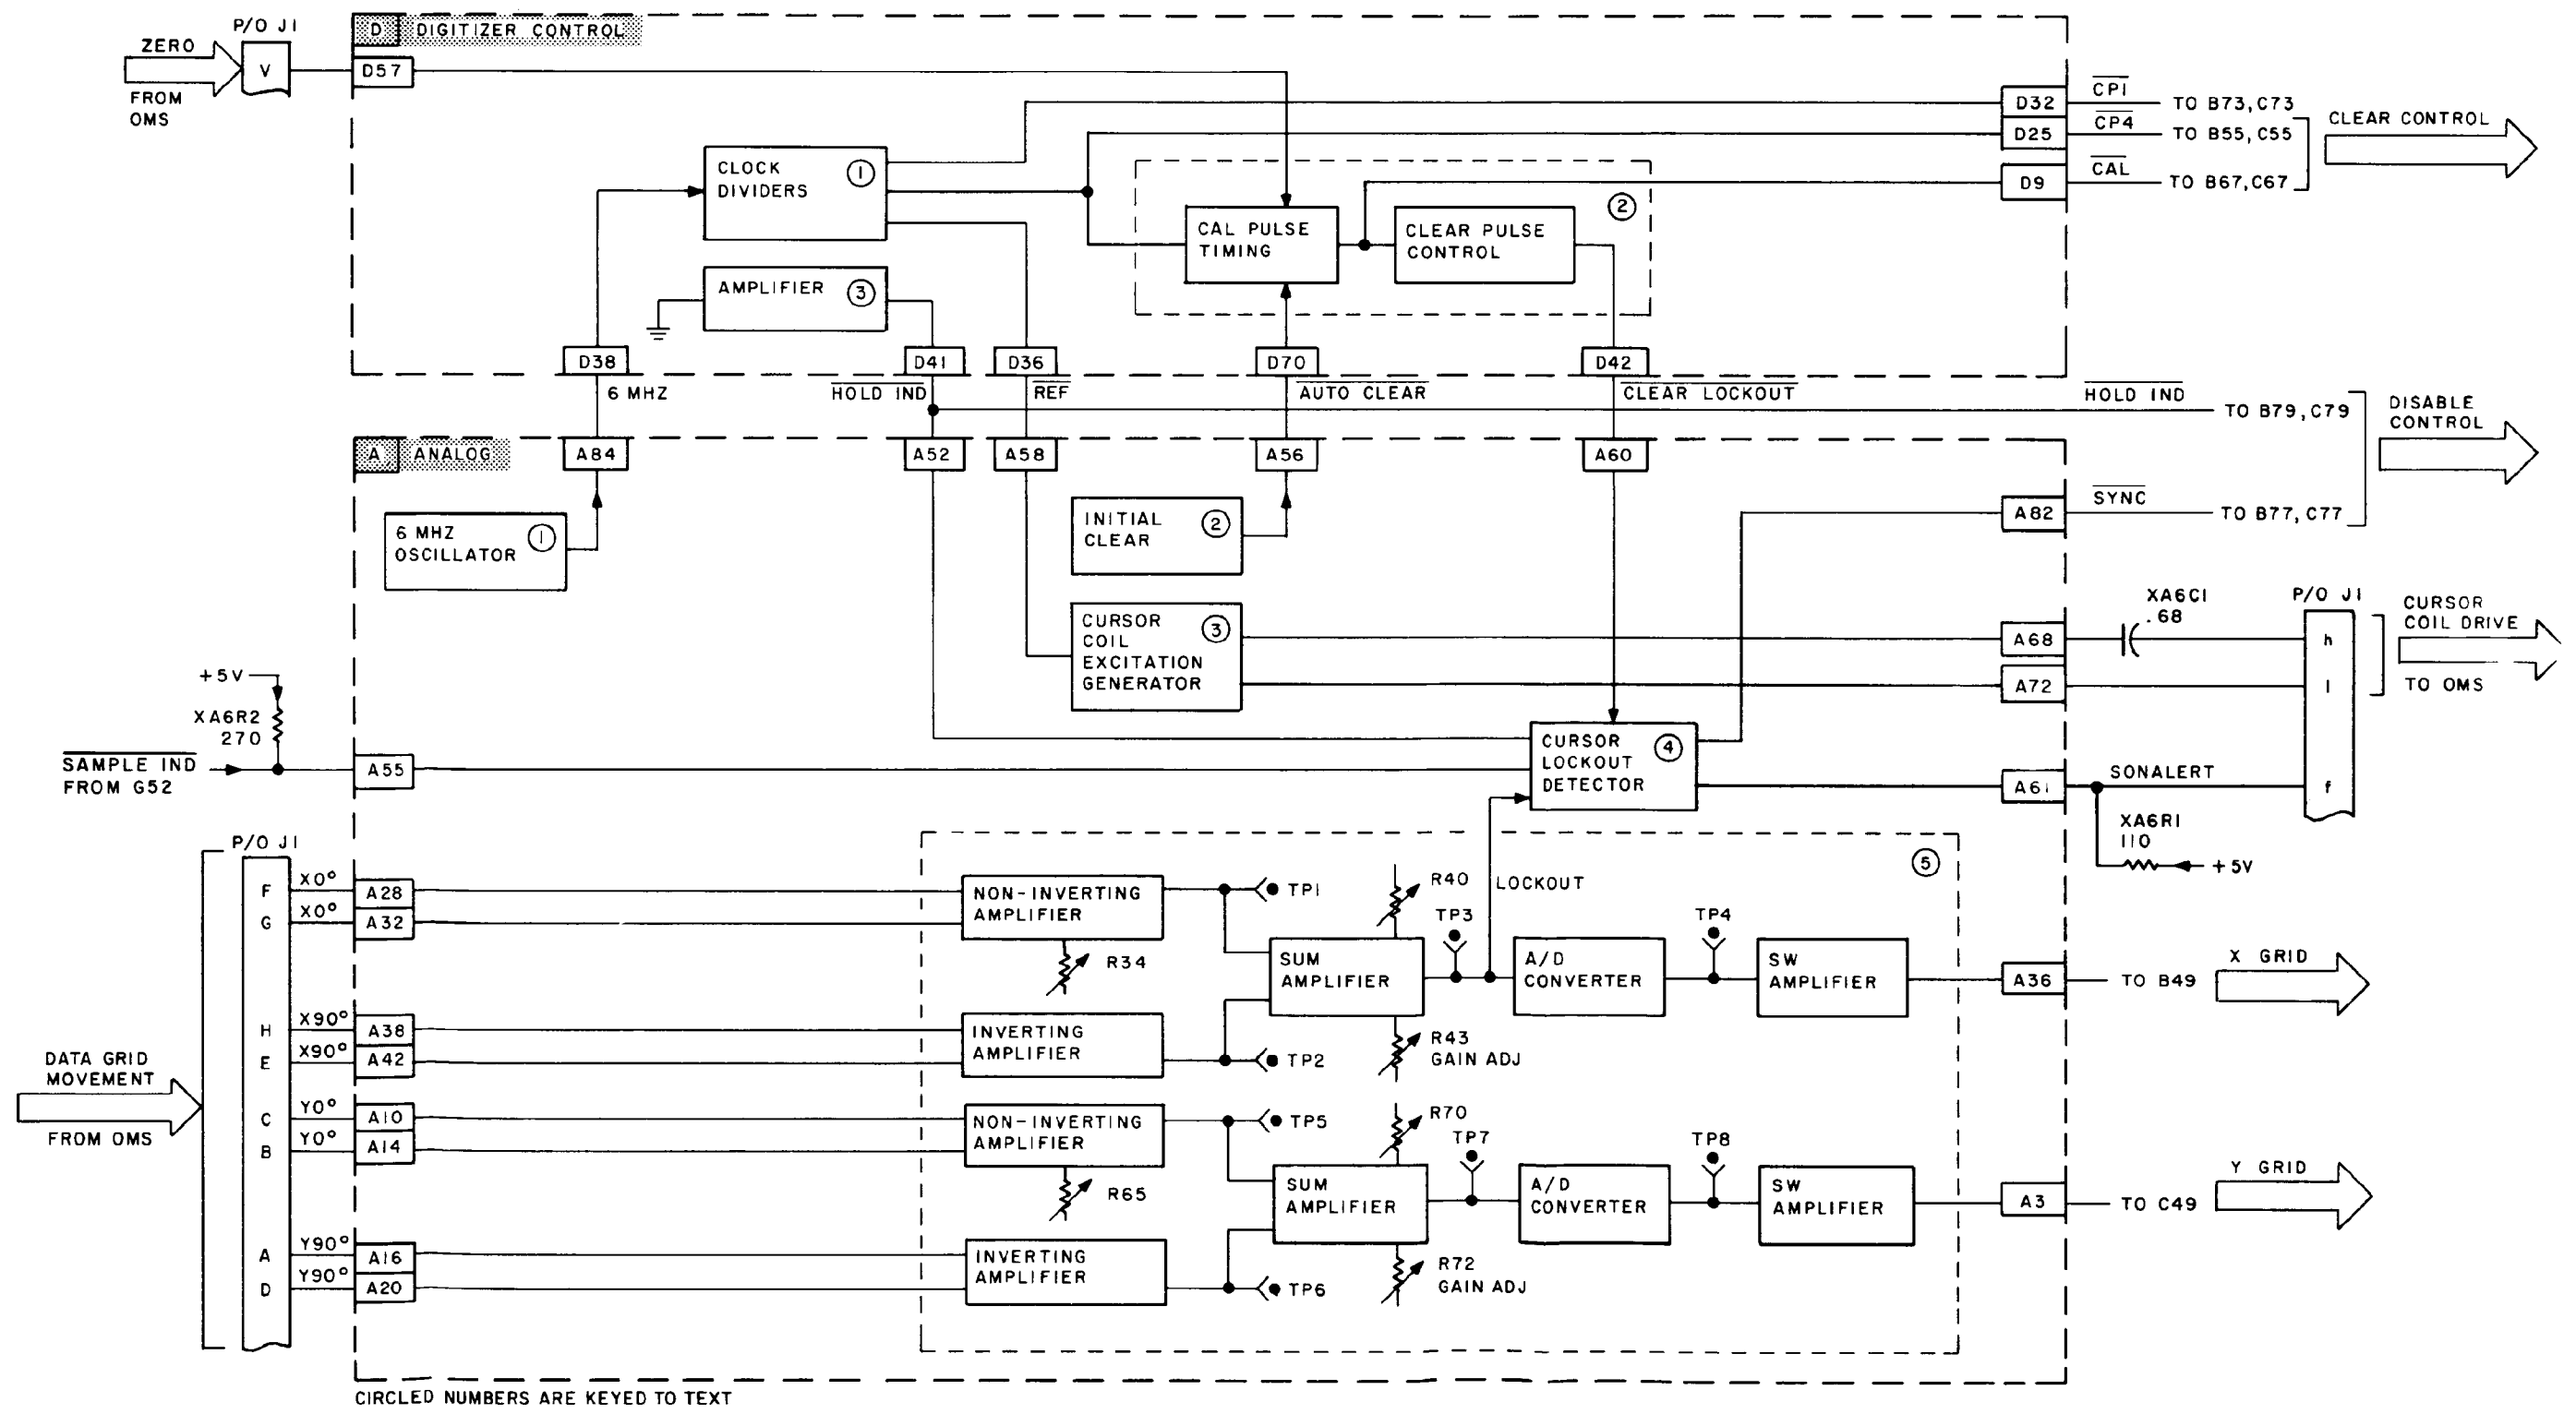 P/O J1
ZERO
V
FROM
OMS
D DIGITIZER CONTROL
D57
CLOCK
DIVIDERS
1
AMPLIFIER 3
CAL PULSE
TIMING
CLEAR PULSE
CONTROL
2
D32 CP1 TO B73,C73
D25 CP4 TO B55,C55
D9 CAL TO B67,C67
CLEAR CONTROL
D38 D41 D36 D70 D42
6 MHZ HOLD IND REF AUTO CLEAR CLEAR LOCKOUT HOLD IND
TO B79,C79
DISABLE
CONTROL
A ANALOG
A84 A52 A58 A56 A60
6 MHZ
OSCILLATOR
1
INITIAL
CLEAR
2
A82 SYNC TO B77,C77
CURSOR
COIL
EXCITATION
GENERATOR
3
A68
XA6C1
.68
P/O J1
h
CURSOR
COIL DRIVE
A72
l
TO OMS
+5V
XA6R2
270
SAMPLE IND
FROM G52
A55
CURSOR
LOCKOUT
DETECTOR
4
A61
SONALERT
f
XA6R1
110
+5V
P/O J1
F X0° A28
G X0° A32
H X90° A38
E X90° A42
C Y0° A10
B Y0° A14
A Y90° A16
D Y90° A20
DATA GRID
MOVEMENT
FROM OMS
5
NON-INVERTING
AMPLIFIER
R34
TP1
INVERTING
AMPLIFIER
TP2
R40
LOCKOUT
SUM
AMPLIFIER
R43
GAIN ADJ
TP3
A/D
CONVERTER
TP4
SW
AMPLIFIER
A36
TO B49
X GRID
NON-INVERTING
AMPLIFIER
R65
TP5
INVERTING
AMPLIFIER
TP6
R70
SUM
AMPLIFIER
R72
GAIN ADJ
TP7
A/D
CONVERTER
TP8
SW
AMPLIFIER
A3
TO C49
Y GRID
CIRCLED NUMBERS ARE KEYED TO TEXT